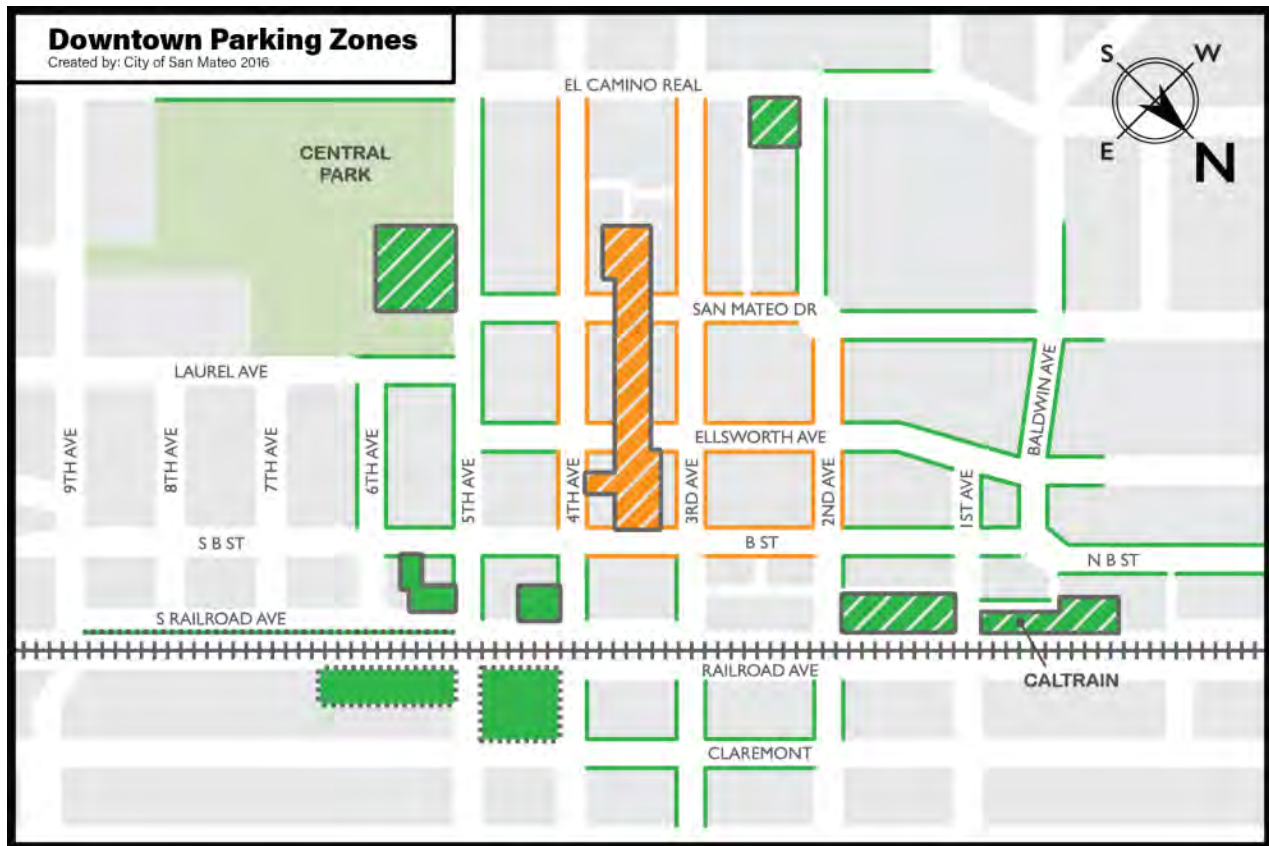 Downtown Parking Zones
Created by: City of San Mateo 2016
S
W
E
N
EL CAMINO REAL
CENTRAL
PARK
SAN MATEO DR
LAUREL AVE
BALDWIN AVE
ELLSWORTH AVE
9TH AVE
8TH AVE
7TH AVE
6TH AVE
5TH AVE
4TH AVE
3RD AVE
2ND AVE
1ST AVE
S B ST
B ST
N B ST
S RAILROAD AVE
RAILROAD AVE
CALTRAIN
CLAREMONT